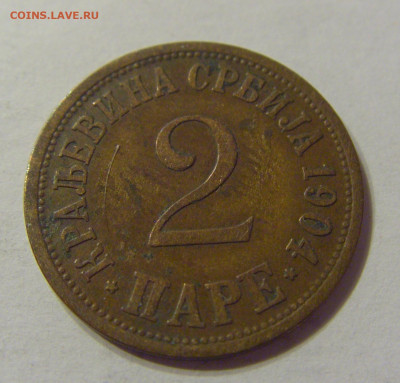 COINS.LAVE.RU
КРАЉЕВИНА СРБИЈА 1904
2
ПАРЕ